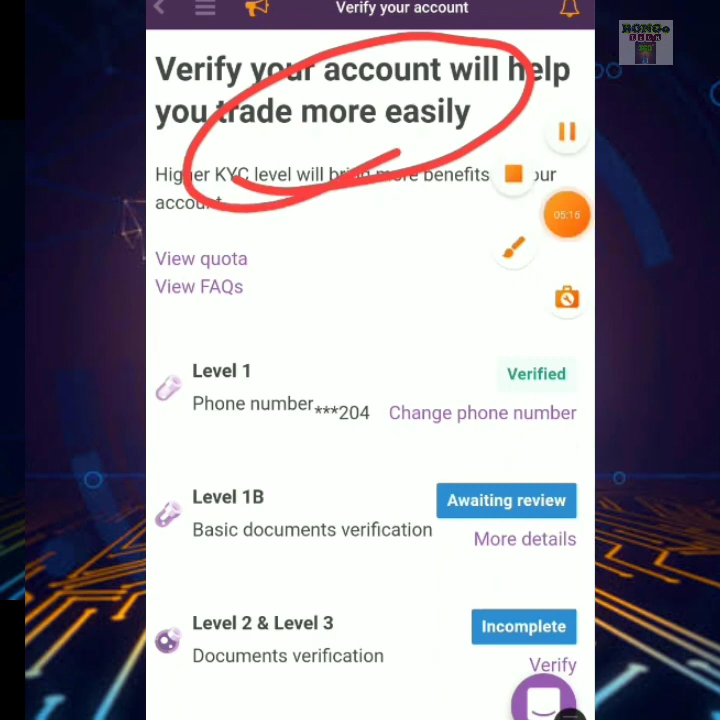 Verify your account
Verify your account will help
you trade more easily
Higher KYC level will bring more benefits our
account
05:16
View quota
View FAQs
Level 1
Verified
Phone number ***204
Change phone number
Level 1B
Awaiting review
Basic documents verification
More details
Level 2 & Level 3
Incomplete
Documents verification
Verify